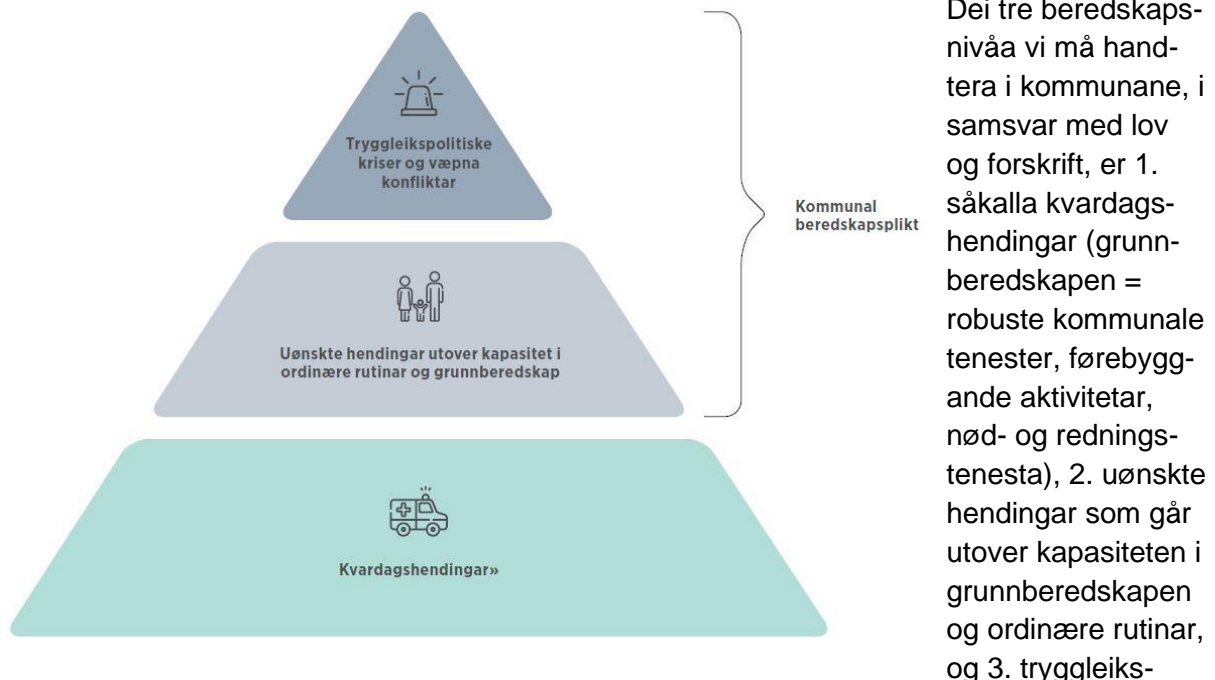 Tryggleikspolitiske
kriser og væpna
konfliktar
Kommunal
beredskapsplikt
Uønskte hendingar utover kapasitet i
ordinære rutinar og grunnberedskap
Kvardagshendingar»
Dei tre beredskaps-
nivåa vi må hand-
tera i kommunane, i
samsvar med lov
og forskrift, er 1.
såkalla kvardags-
hendingar (grunn-
beredskapen =
robuste kommunale
tenester, førebygg-
ande aktivitetar,
nød- og rednings-
tenesta), 2. uønskte
hendingar som går
utover kapasiteten i
grunnberedskapen
og ordinære rutinar,
og 3. tryggleiks-